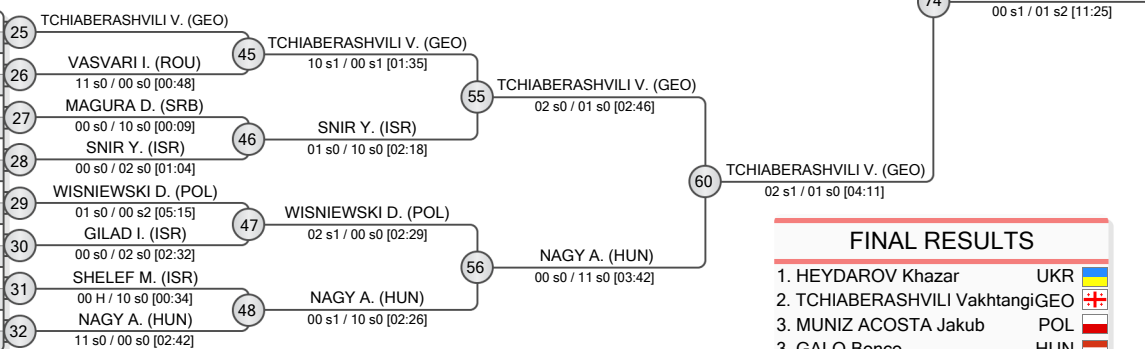 74
00 s1 / 01 s2 [11:25]
25
TCHIABERASHVILI V. (GEO)
45
TCHIABERASHVILI V. (GEO)
10 s1 / 00 s1 [01:35]
26
VASVARI I. (ROU)
11 s0 / 00 s0 [00:48]
55
TCHIABERASHVILI V. (GEO)
02 s0 / 01 s0 [02:46]
27
MAGURA D. (SRB)
00 s0 / 10 s0 [00:09]
46
SNIR Y. (ISR)
01 s0 / 10 s0 [02:18]
28
SNIR Y. (ISR)
00 s0 / 02 s0 [01:04]
60
TCHIABERASHVILI V. (GEO)
02 s1 / 01 s0 [04:11]
29
WISNIEWSKI D. (POL)
01 s0 / 00 s2 [05:15]
47
WISNIEWSKI D. (POL)
02 s1 / 00 s0 [02:29]
30
GILAD I. (ISR)
00 s0 / 02 s0 [02:32]
56
NAGY A. (HUN)
00 s0 / 11 s0 [03:42]
31
SHELEF M. (ISR)
00 H / 10 s0 [00:34]
48
NAGY A. (HUN)
00 s1 / 10 s0 [02:26]
32
NAGY A. (HUN)
11 s0 / 00 s0 [02:42]
FINAL RESULTS
1. HEYDAROV Khazar UKR
2. TCHIABERASHVILI Vakhtangi GEO
3. MUNIZ ACOSTA Jakub POL
3. GALO Bence HUN